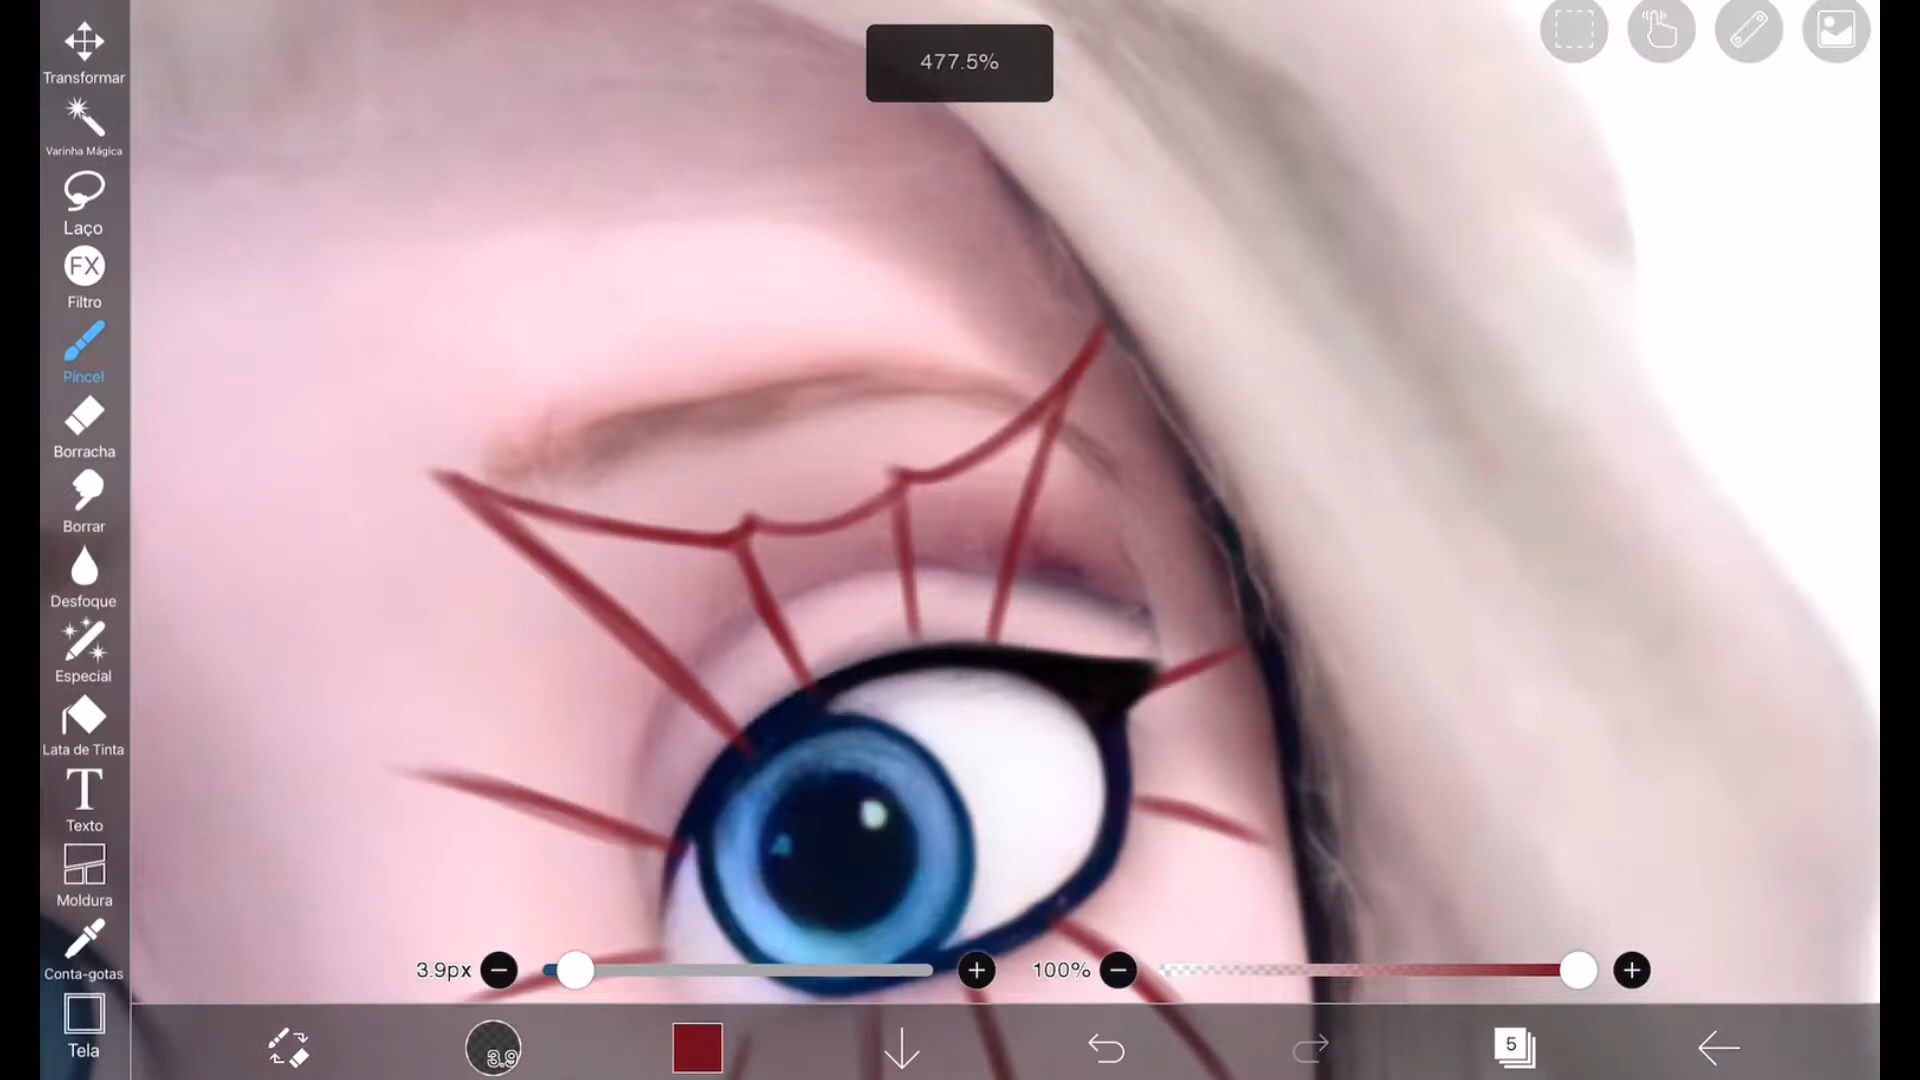 477.5%
Transformar
Varinha Mágica
Laço
FX
Filtro
Pincel
Borracha
Borrar
Desfoque
Especial
Lata de Tinta
T
Texto
Moldura
Conta-gotas
Tela
3.9px
100%
3.9
5